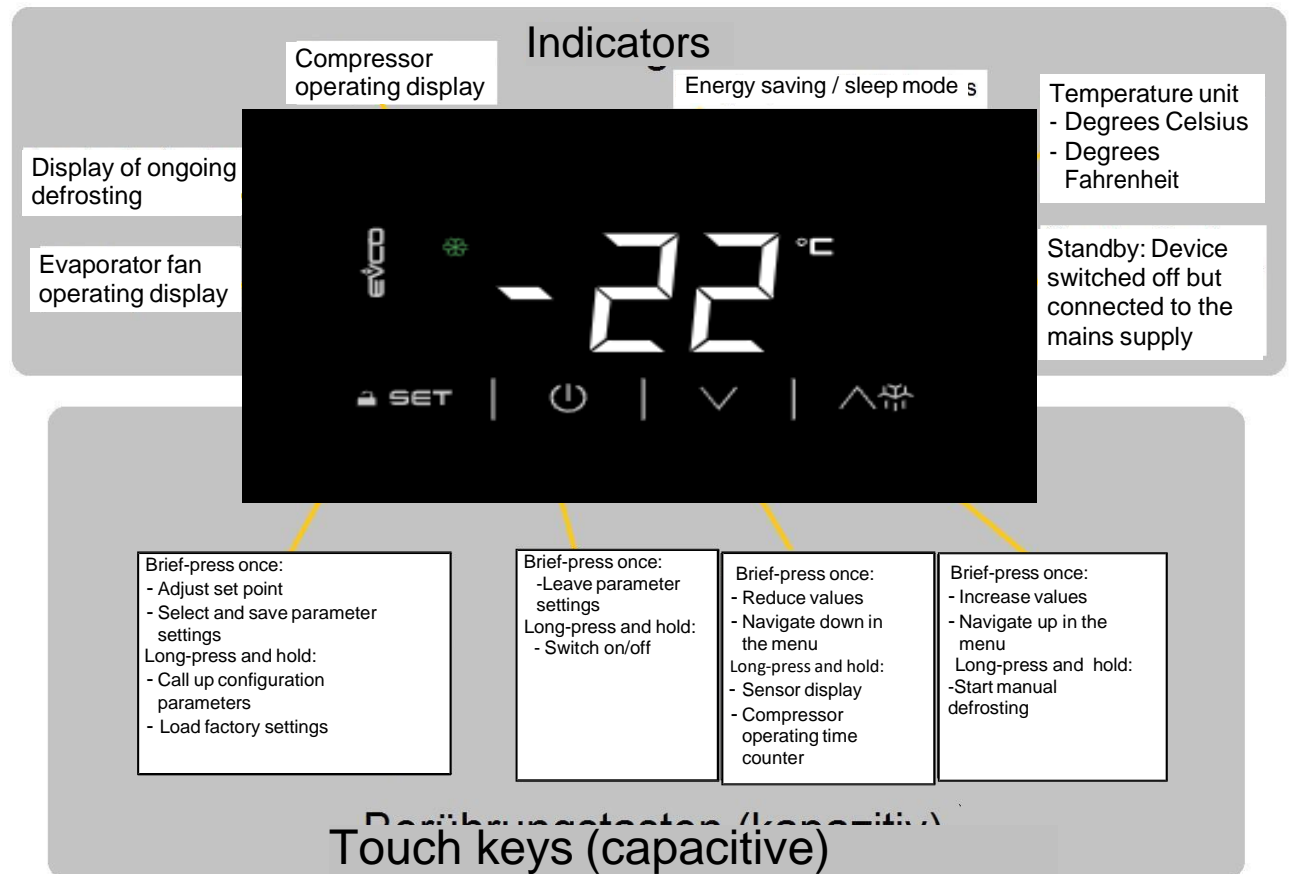 Indicators
Compressor
operating display
Energy saving / sleep mode s
Temperature unit
- Degrees Celsius
- Degrees
Fahrenheit
Display of ongoing
defrosting
Evaporator fan
operating display
Standby: Device
switched off but
connected to the
mains supply
EVCO
-22 °C
SET
Brief-press once:
- Adjust set point
- Select and save parameter
settings
Long-press and hold:
- Call up configuration
parameters
- Load factory settings
Brief-press once:
-Leave parameter
settings
Long-press and hold:
- Switch on/off
Brief-press once:
- Reduce values
- Navigate down in
the menu
Long-press and hold:
- Sensor display
- Compressor
operating time
counter
Brief-press once:
- Increase values
- Navigate up in the
menu
Long-press and hold:
-Start manual
defrosting
Berührungstasten (kapazitiv)
Touch keys (capacitive)